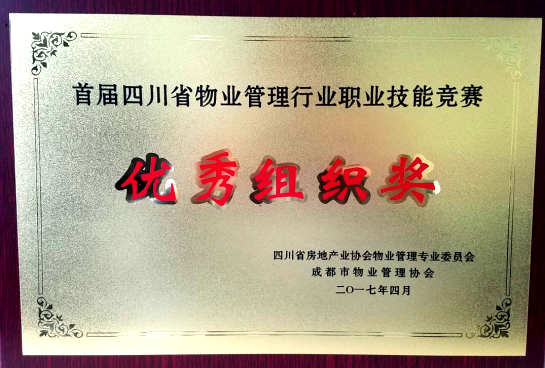 首届四川省物业管理行业职业技能竞赛
优秀组织奖
四川省房地产业协会物业管理专业委员会
成都市物业管理协会
二〇一七年四月